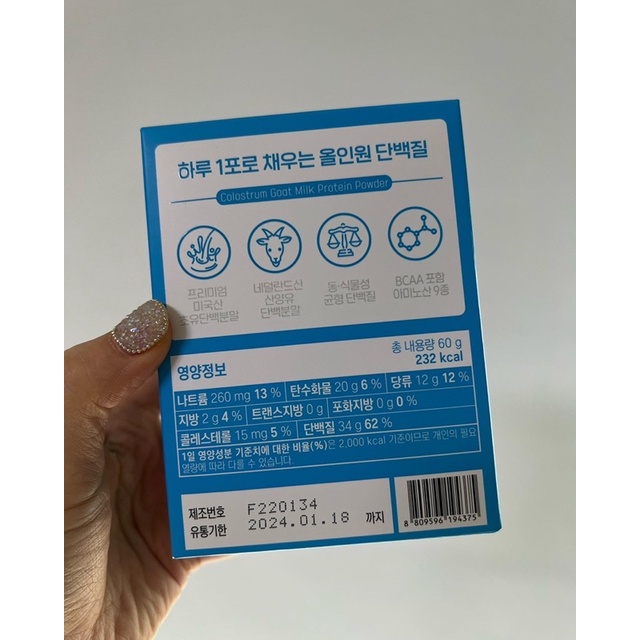 하루 1포로 채우는 올인원 단백질
Colostrum Goat Milk Protein Powder
프리미엄
미국산
초유단백분말
네덜란드산
산양유
단백분말
동·식물성
균형 단백질
BCAA 포함
아미노산 9종
영양정보
총 내용량 60 g
232 kcal
나트륨 260 mg 13 % 탄수화물 20 g 6 % 당류 12 g 12 %
지방 2 g 4 % 트랜스지방 0 g 포화지방 0 g 0 %
콜레스테롤 15 mg 5 % 단백질 34 g 62 %
1일 영양성분 기준치에 대한 비율(%)은 2,000 kcal 기준이므로 개인의 필요
열량에 따라 다를 수 있습니다.
제조번호 F220134
유통기한 2024.01.18 까지
8 809596 194375